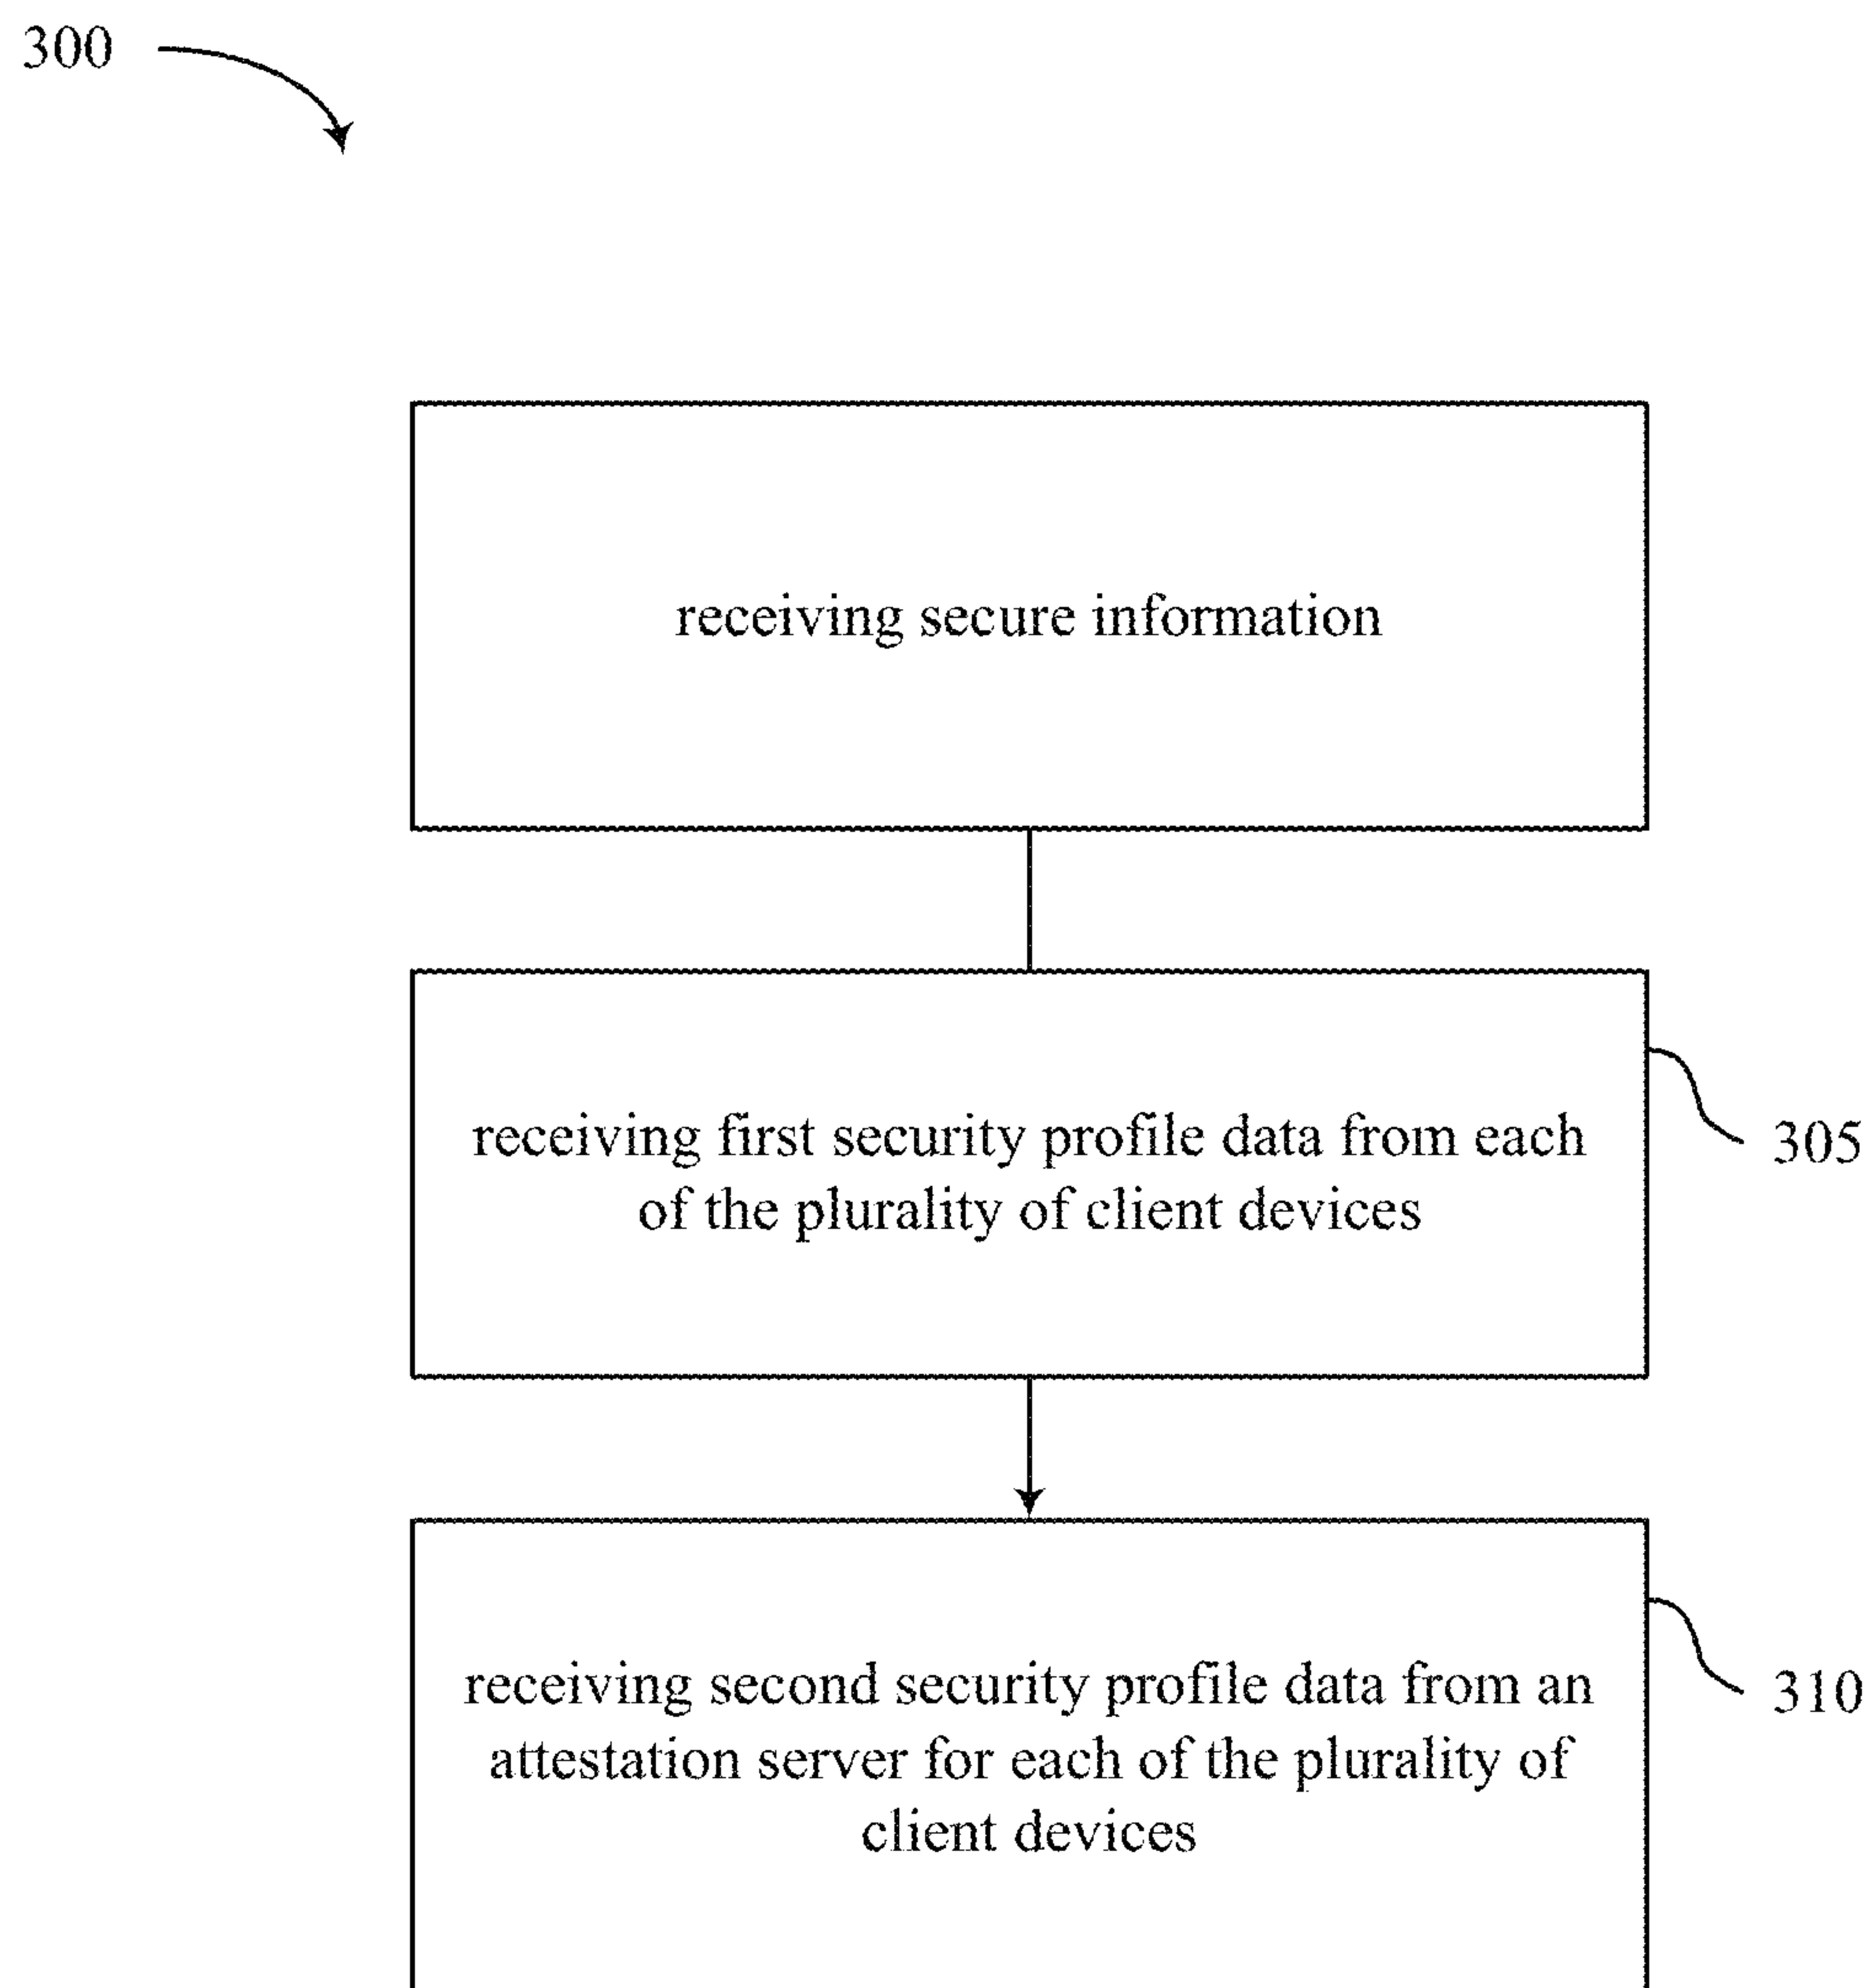 300
receiving secure information
receiving first security profile data from each
of the plurality of client devices
305
receiving second security profile data from an
attestation server for each of the plurality of
client devices
310